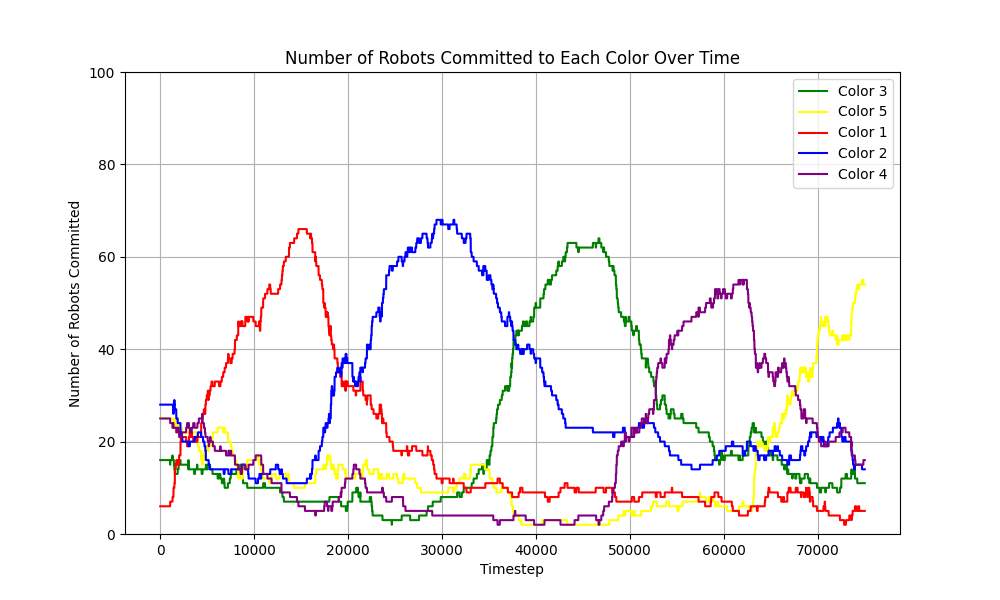 Number of Robots Committed to Each Color Over Time
Number of Robots Committed
100
80
60
40
20
0
Color 3
Color 5
Color 1
Color 2
Color 4
0
10000
20000
30000
40000
50000
60000
70000
Timestep